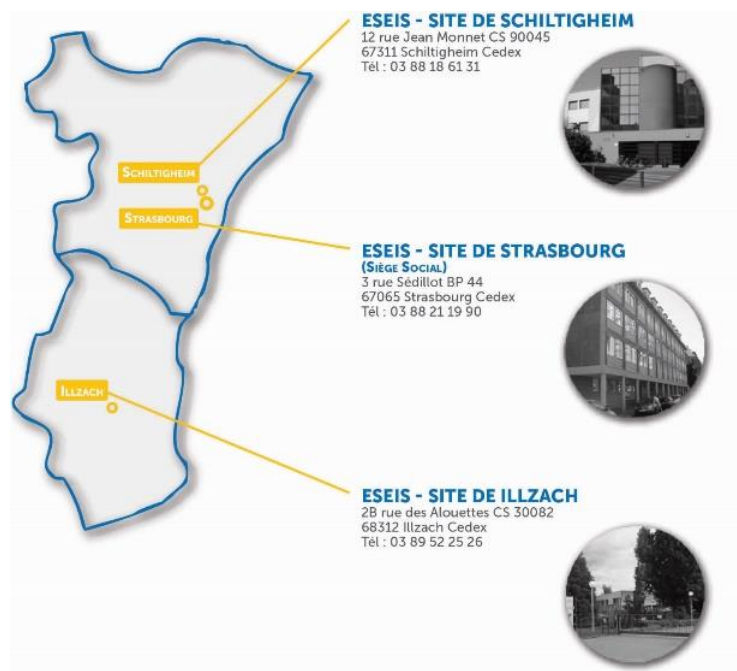 ESEIS - SITE DE SCHILTIGHEIM
12 rue Jean Monnet CS 90045
67311 Schiltigheim Cedex
Tél : 03 88 18 61 31
SCHILTIGHEIM
STRASBOURG
ESEIS - SITE DE STRASBOURG
(SIÈGE SOCIAL)
3 rue Sédillot BP 44
67065 Strasbourg Cedex
Tél : 03 88 21 19 90
ILLZACH
ESEIS - SITE DE ILLZACH
2B rue des Alouettes CS 30082
68312 Illzach Cedex
Tél : 03 89 52 25 26